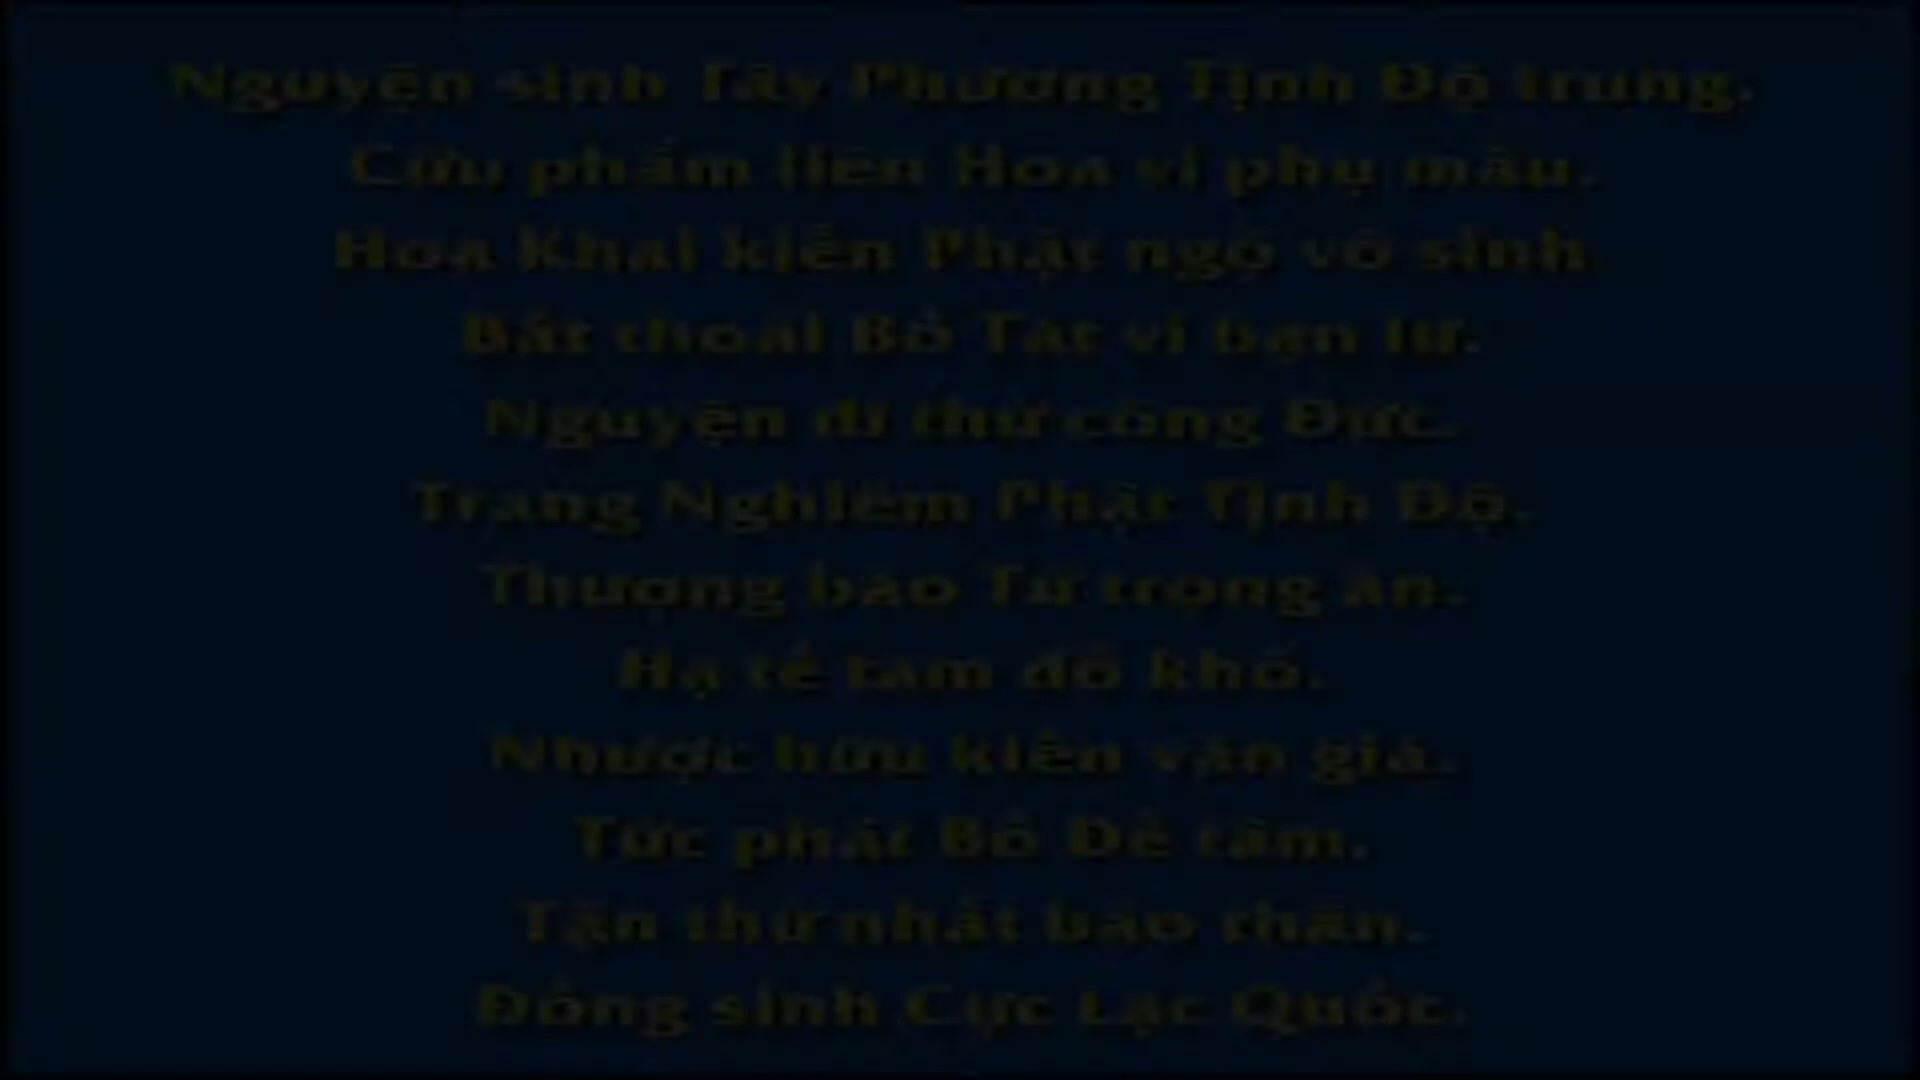 Nguyện sinh Tây Phương Tịnh Độ trung.
Cửu phẩm liên Hoa vi phụ mẫu.
Hoa Khai kiến Phật ngộ vô sinh
Bất thoái Bồ Tát vi bạn lữ.
Nguyện dĩ thử công Đức.
Trang Nghiêm Phật Tịnh Độ.
Thượng báo Tứ trọng ân.
Hạ tế tam đồ khổ.
Nhược hữu kiến văn giả.
Tức phát Bồ Đề tâm.
Tận thử nhất báo thân.
Đồng sinh Cực Lạc Quốc.